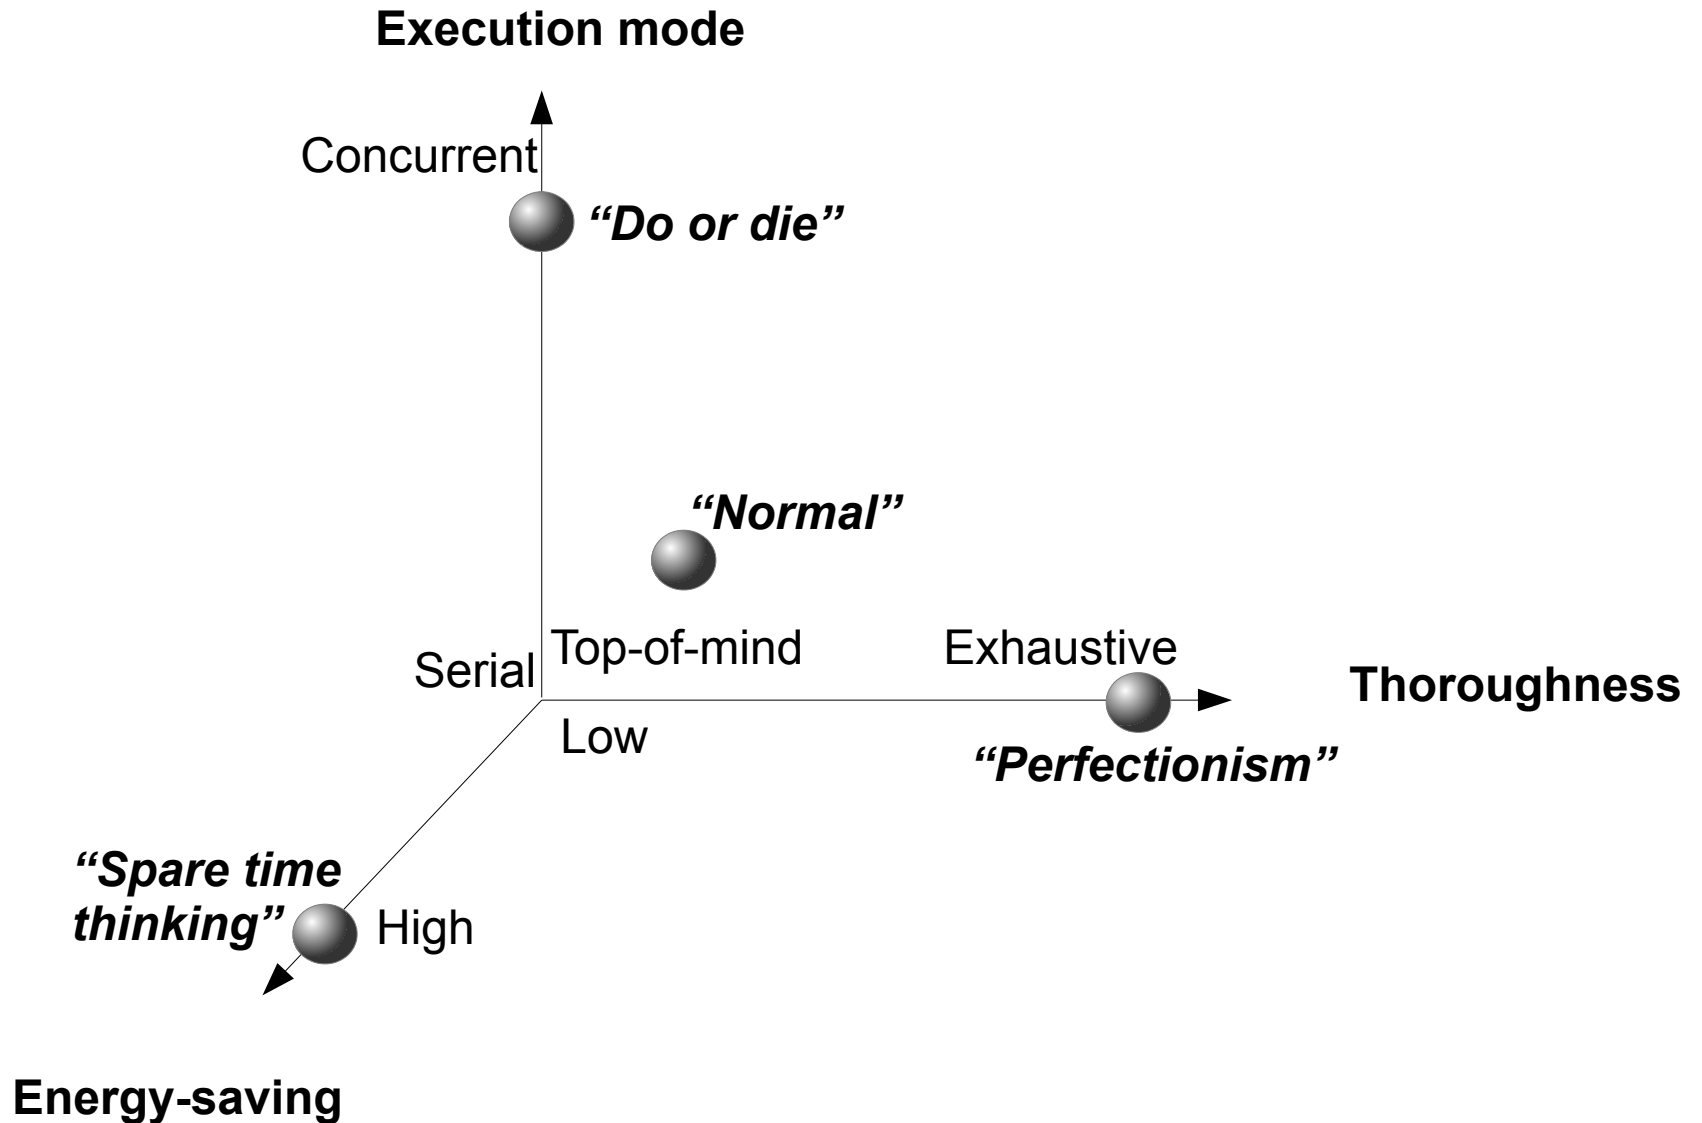 Execution mode
Concurrent
“Do or die”
“Normal”
Top-of-mind
Exhaustive
Serial
Thoroughness
Low
“Perfectionism”
“Spare time
thinking”
High
Energy-saving